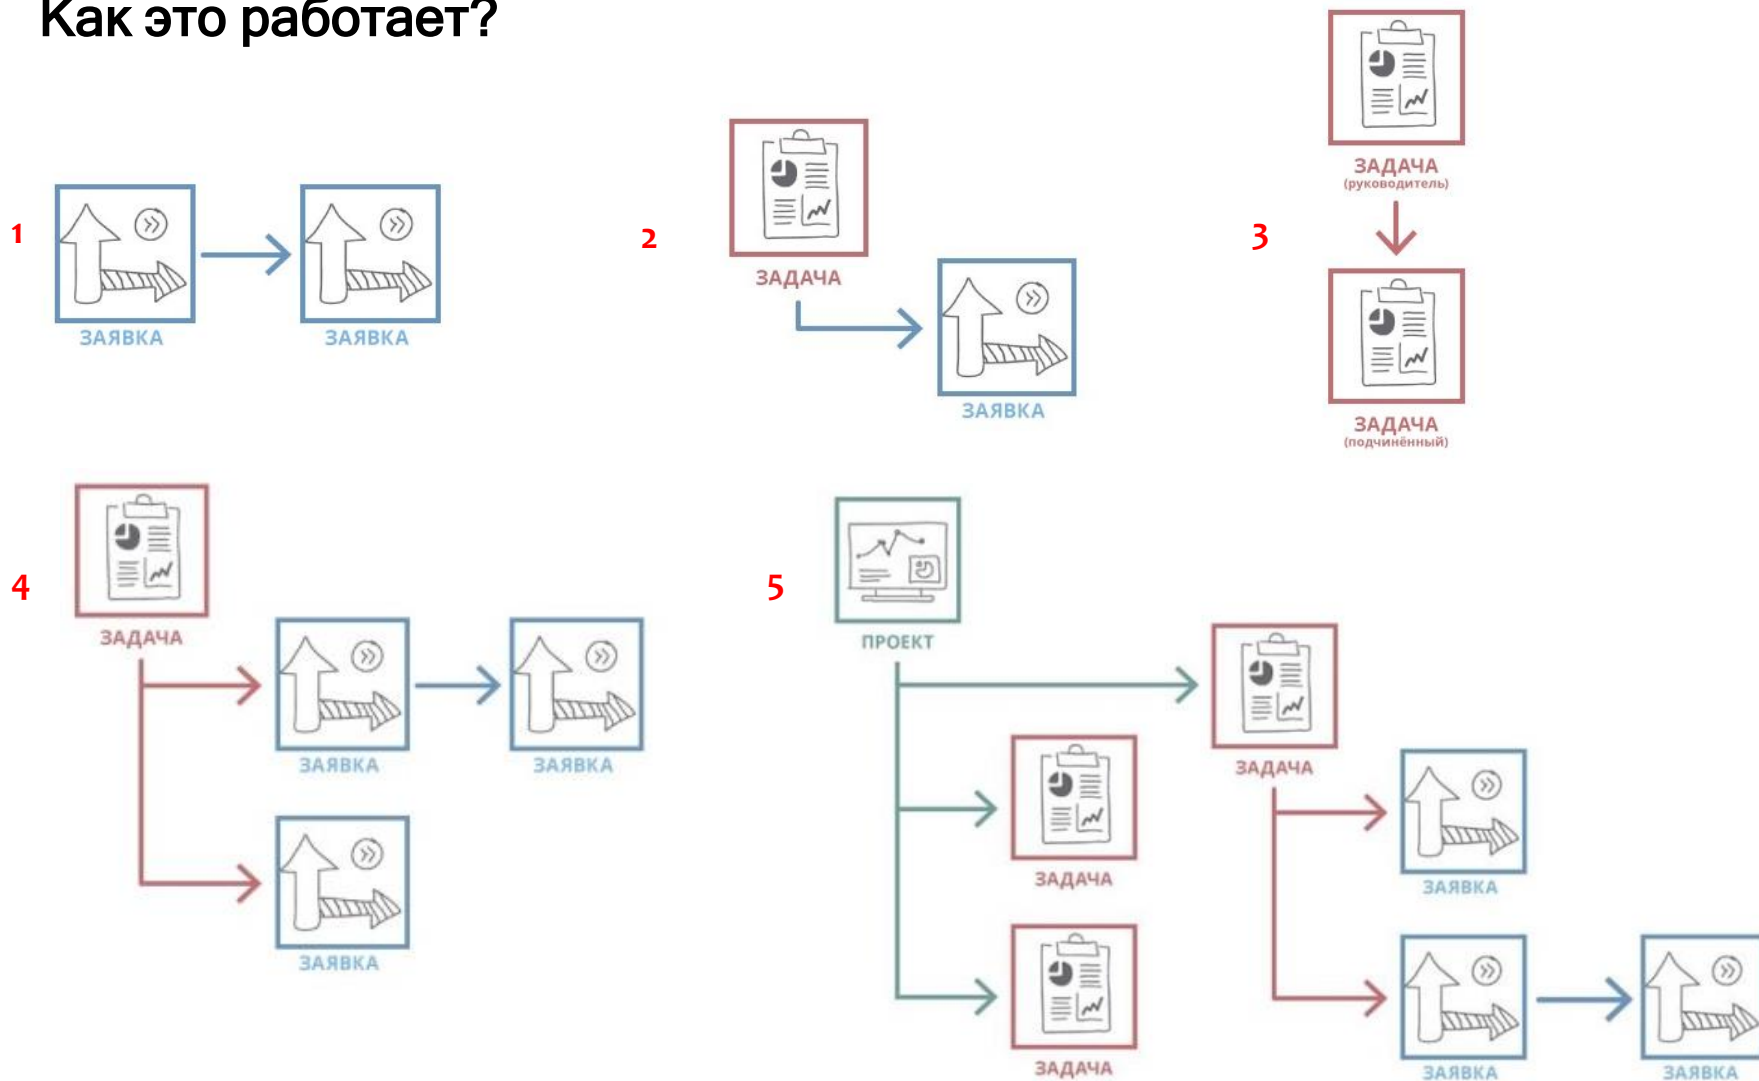 Как это работает?
1
ЗАЯВКА
ЗАЯВКА
2
ЗАДАЧА
ЗАЯВКА
3
ЗАДАЧА
(руководитель)
ЗАДАЧА
(подчинённый)
4
ЗАДАЧА
ЗАЯВКА
ЗАЯВКА
ЗАЯВКА
5
ПРОЕКТ
ЗАДАЧА
ЗАДАЧА
ЗАДАЧА
ЗАЯВКА
ЗАЯВКА
ЗАЯВКА